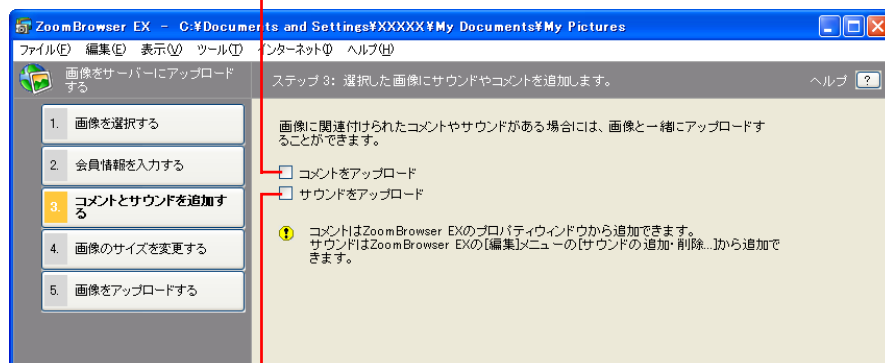 ZoomBrowser EX - C:¥Documents and Settings¥XXXXX¥My Documents¥My Pictures
ファイル(F) 編集(E) 表示(V) ツール(T) インターネット(I) ヘルプ(H)
画像をサーバーにアップロード
する
ステップ 3: 選択した画像にサウンドやコメントを追加します。
ヘルプ ?
1. 画像を選択する
2. 会員情報を入力する
3. コメントとサウンドを追加す
る
4. 画像のサイズを変更する
5. 画像をアップロードする
画像に関連付けられたコメントやサウンドがある場合には、画像と一緒にアップロードす
ることができます。
コメントをアップロード
サウンドをアップロード
コメントはZoomBrowser EXのプロパティウィンドウから追加できます。
サウンドはZoomBrowser EXの[編集]メニューの[サウンドの追加・削除...]から追加で
きます。